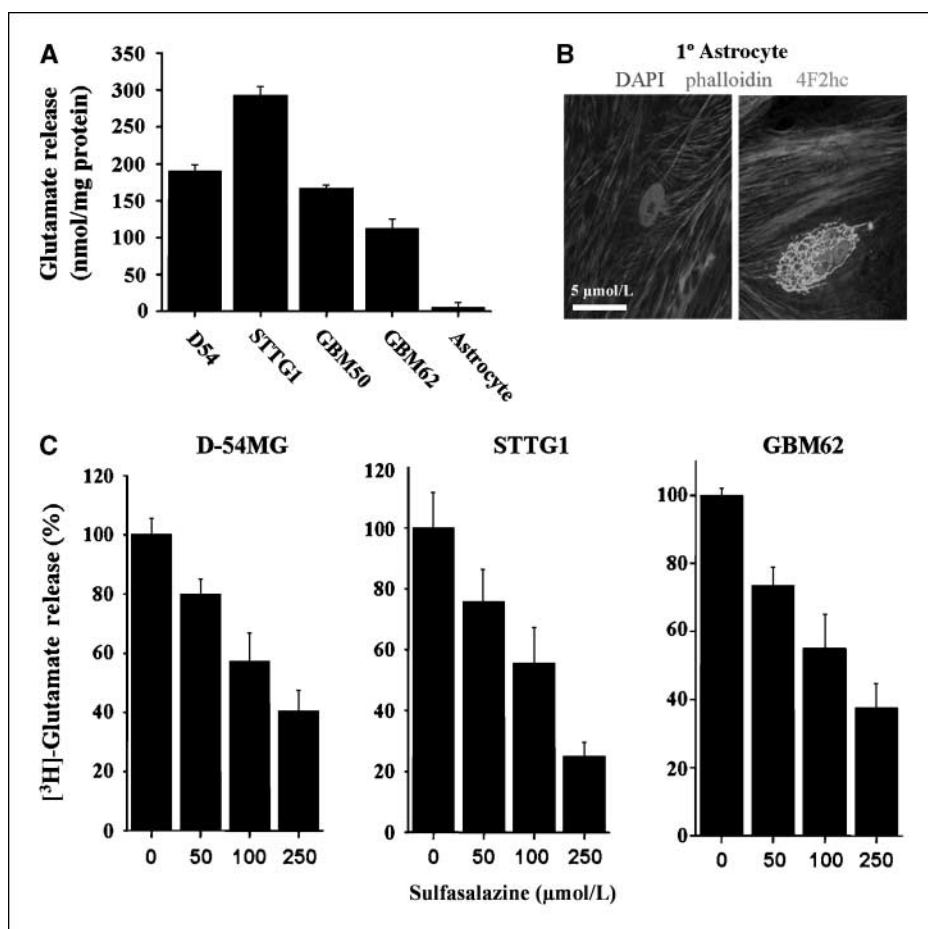 A
Glutamate release
(nmol/mg protein)
350
300
250
200
150
100
50
0
D54
STTG1
GBM50
GBM62
Astrocyte
B
1º Astrocyte
DAPI phalloidin 4F2hc
5 µmol/L
C
[³H]-Glutamate release (%)
D-54MG
120
100
80
60
40
20
0
0 50 100 250
STTG1
120
100
80
60
40
20
0
0 50 100 250
GBM62
100
80
60
40
20
0
0 50 100 250
Sulfasalazine (µmol/L)